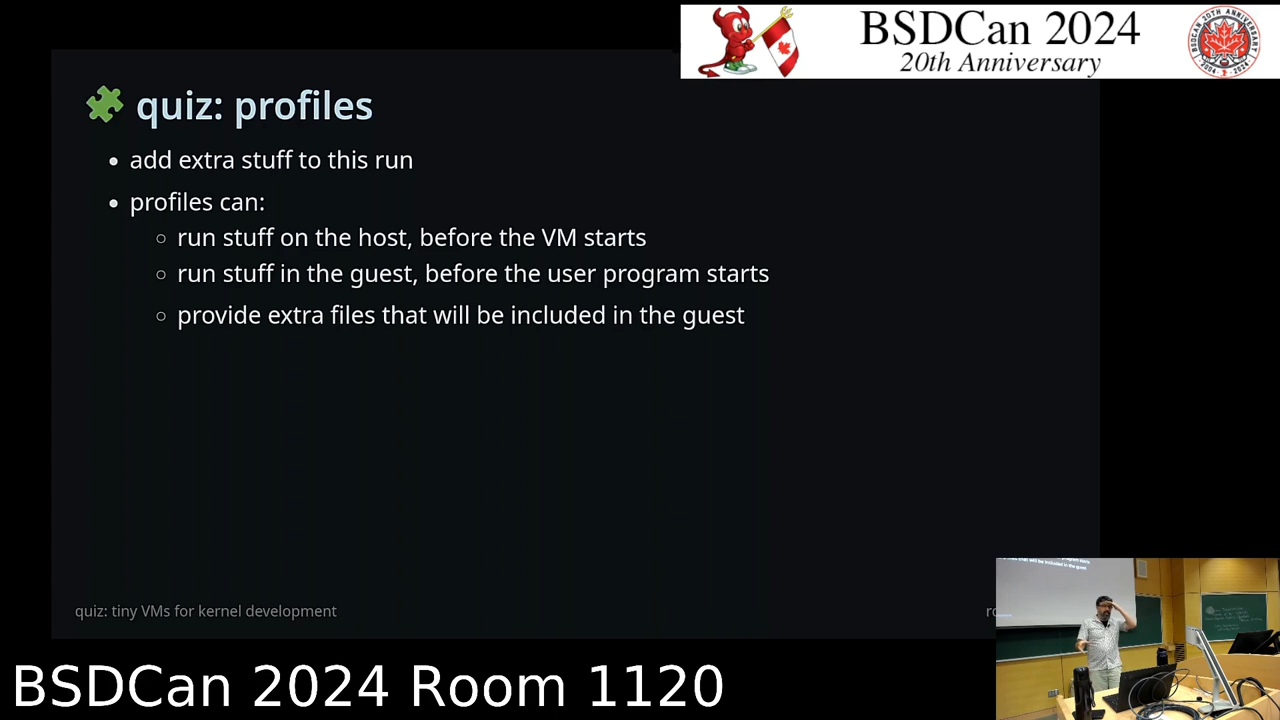 BSDCan 2024
20th Anniversary
quiz: profiles
add extra stuff to this run
profiles can:
run stuff on the host, before the VM starts
run stuff in the guest, before the user program starts
provide extra files that will be included in the guest
quiz: tiny VMs for kernel development
BSDCan 2024 Room 1120